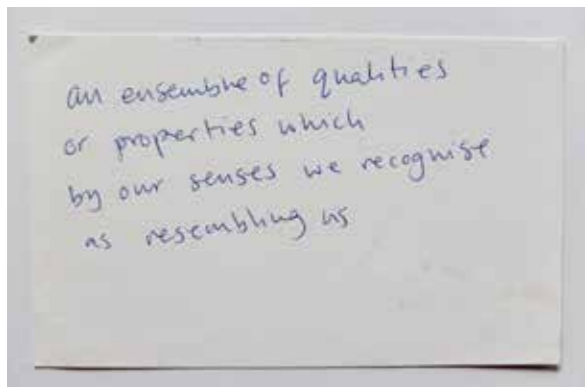 an ensemble of qualities
or properties which
by our senses we recognise
as resembling us